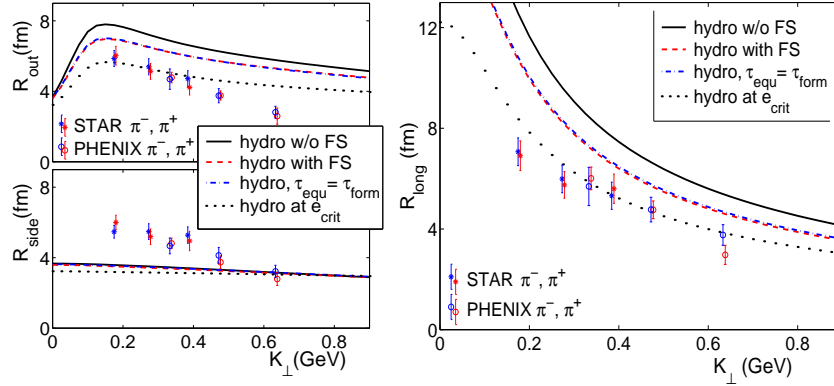 R_out(fm)
8
4
0
STAR π⁻, π⁺
PHENIX π⁻, π⁺
hydro w/o FS
hydro with FS
hydro, τ_equ= τ_form
hydro at e_crit
R_side(fm)
8
4
0
0 0.2 0.4 0.6 0.8
K_⊥(GeV)
R_long (fm)
12
8
4
0
hydro w/o FS
hydro with FS
hydro, τ_equ= τ_form
hydro at e_crit
STAR π⁻, π⁺
PHENIX π⁻, π⁺
0 0.2 0.4 0.6 0.8
K_⊥ (GeV)